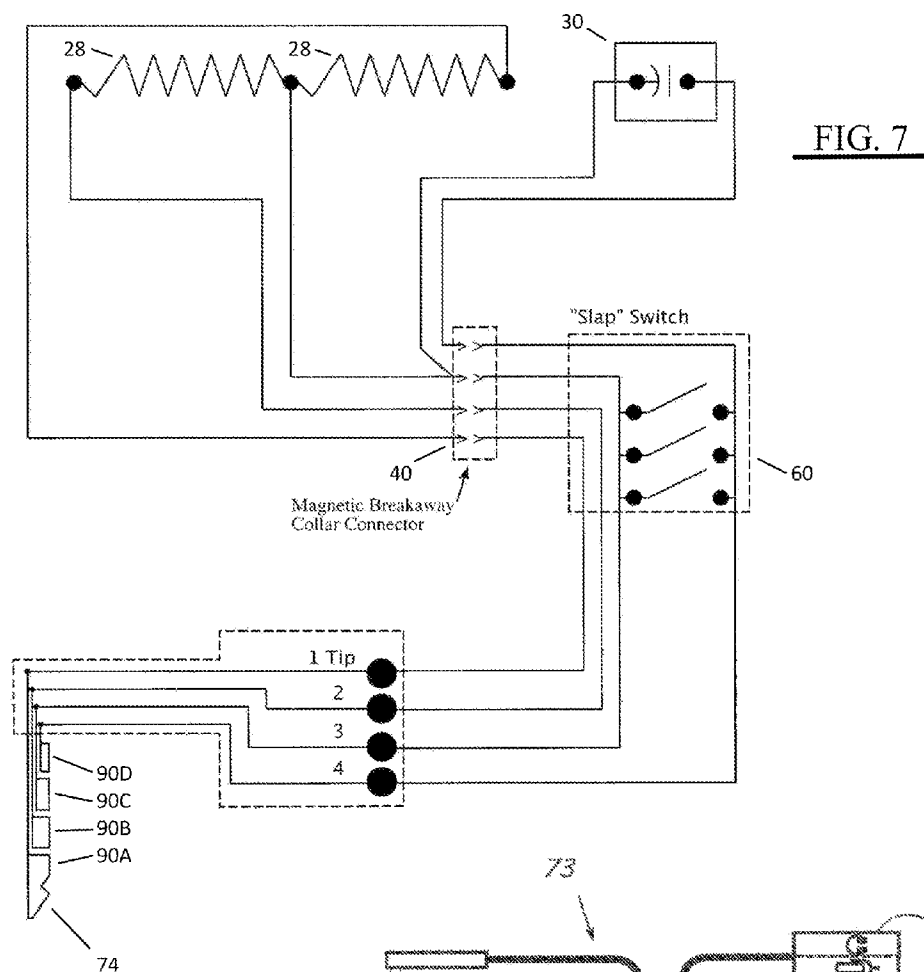 30
28
28
FIG. 7
"Slap" Switch
40
60
Magnetic Breakaway
Collar Connector
1 Tip
2
3
4
90D
90C
90B
90A
73
74